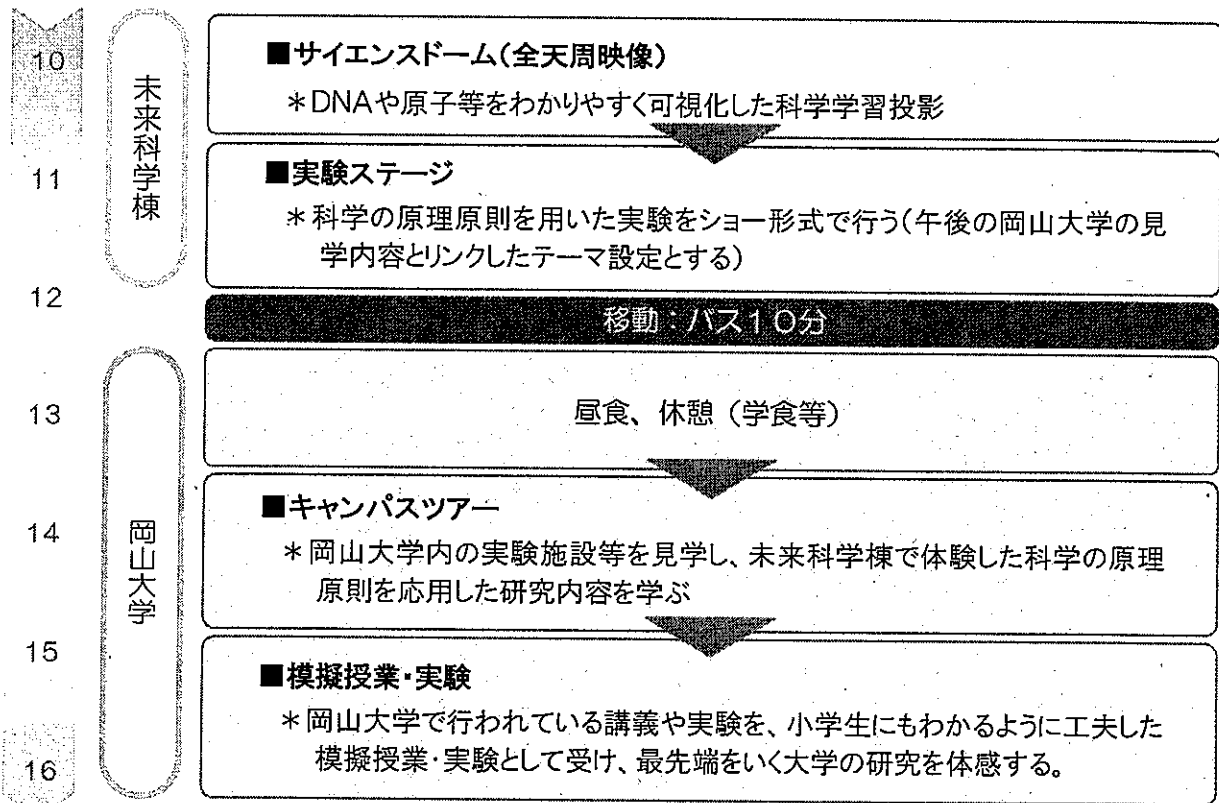 10
11
12
13
14
15
16
未来科学棟
■サイエンスドーム(全天周映像)
＊DNAや原子等をわかりやすく可視化した科学学習投影
■実験ステージ
＊科学の原理原則を用いた実験をショー形式で行う(午後の岡山大学の見
学内容とリンクしたテーマ設定とする)
移動：バス10分
岡山大学
昼食、休憩（学食等）
■キャンパスツアー
＊岡山大学内の実験施設等を見学し、未来科学棟で体験した科学の原理
原則を応用した研究内容を学ぶ
■模擬授業・実験
＊岡山大学で行われている講義や実験を、小学生にもわかるように工夫した
模擬授業・実験として受け、最先端をいく大学の研究を体感する。